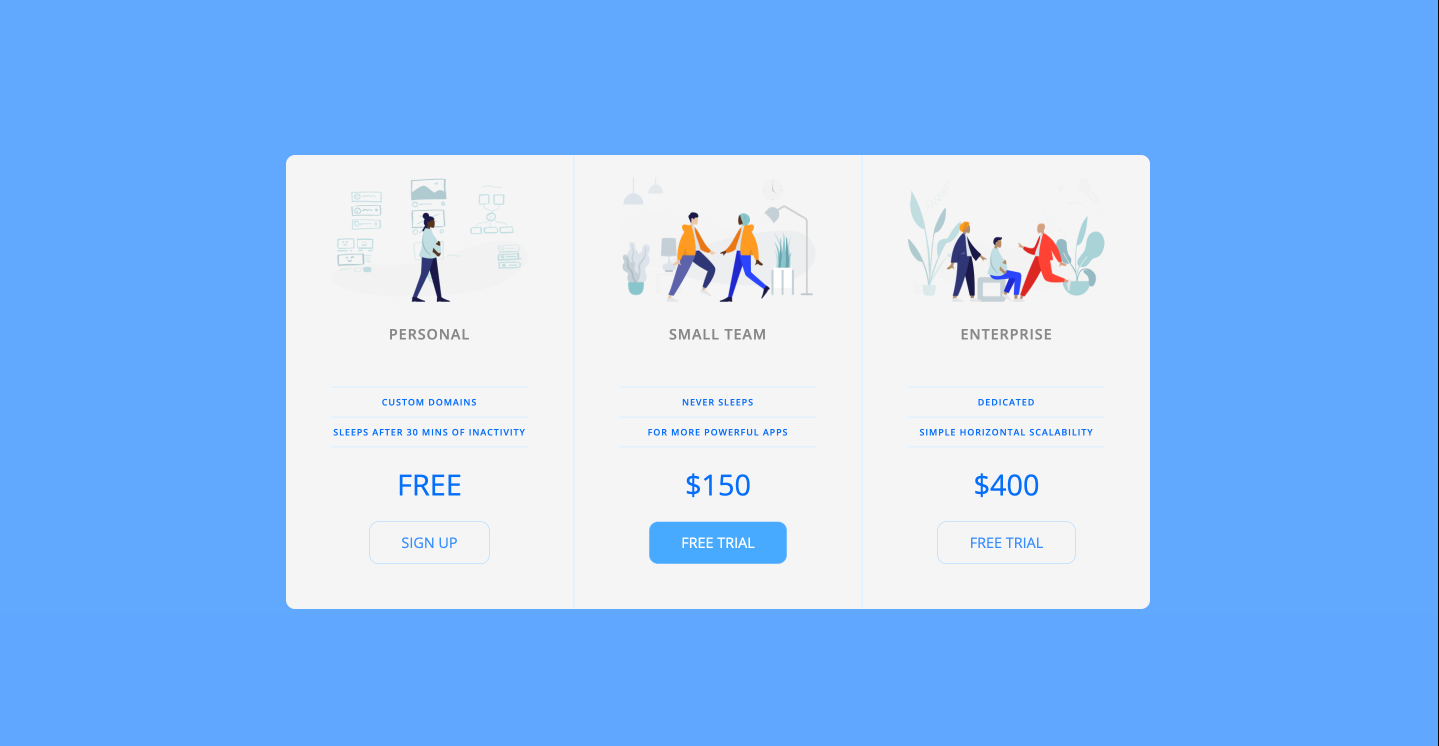 PERSONAL
CUSTOM DOMAINS
SLEEPS AFTER 30 MINS OF INACTIVITY
FREE
SIGN UP
SMALL TEAM
NEVER SLEEPS
FOR MORE POWERFUL APPS
$150
FREE TRIAL
ENTERPRISE
DEDICATED
SIMPLE HORIZONTAL SCALABILITY
$400
FREE TRIAL